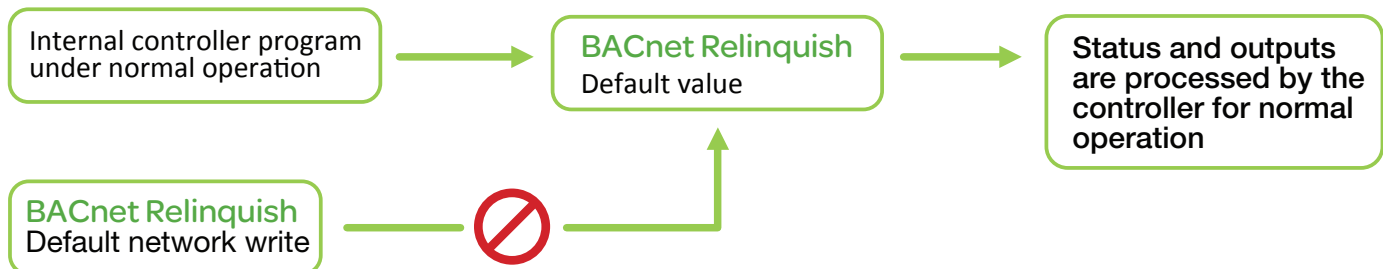 Internal controller program
under normal operation
BACnet Relinquish
Default value
Status and outputs
are processed by the
controller for normal
operation
BACnet Relinquish
Default network write